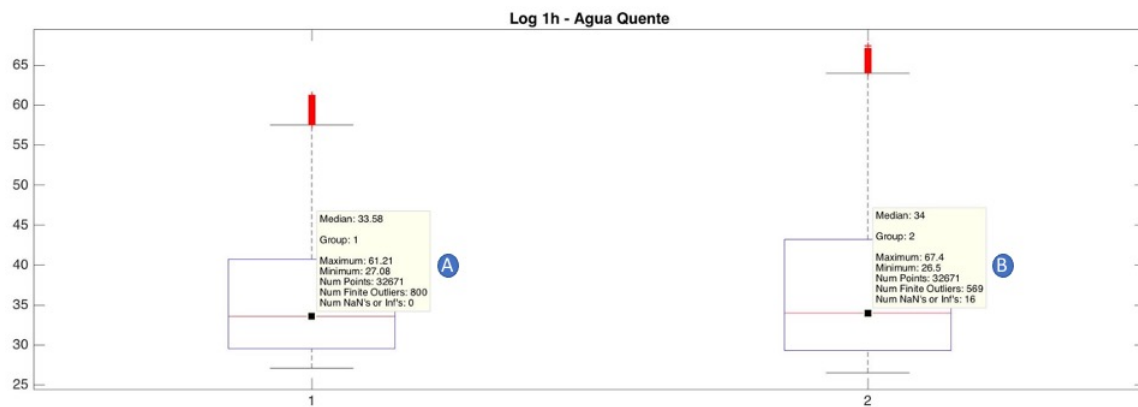 Log 1h - Agua Quente
65
60
55
50
45
40
35
30
25
Median: 33.58
Group: 1
Maximum: 61.21
Minimum: 27.08
Num Points: 32671
Num Finite Outliers: 800
Num NaN's or Inf's: 0
A
Median: 34
Group: 2
Maximum: 67.4
Minimum: 26.5
Num Points: 32671
Num Finite Outliers: 569
Num NaN's or Inf's: 16
B
1
2